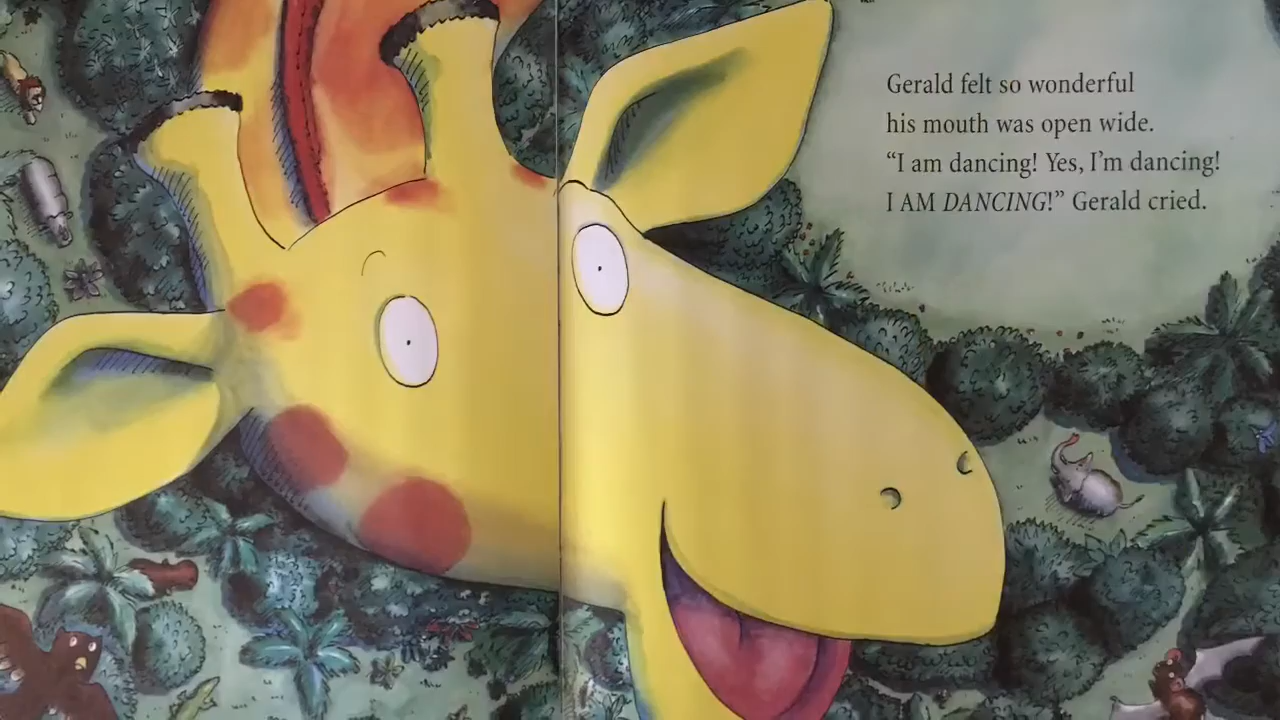 Gerald felt so wonderful
his mouth was open wide.
“I am dancing! Yes, I’m dancing!
I AM DANCING!” Gerald cried.